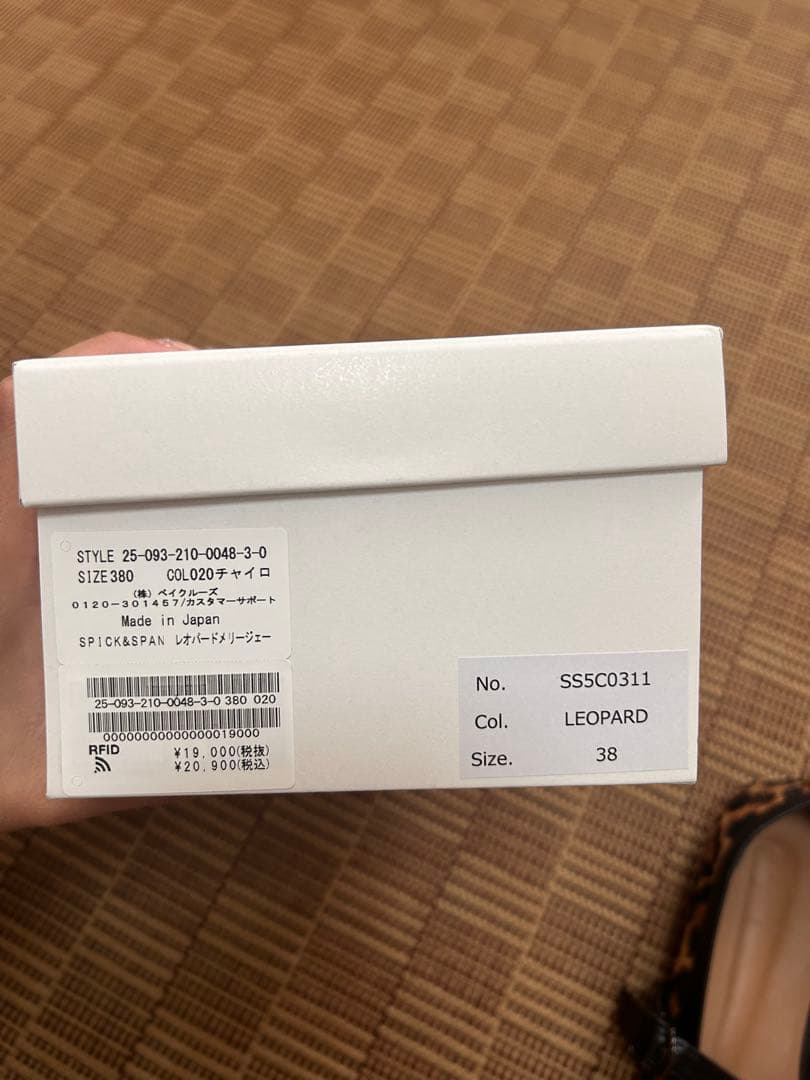 STYLE 25-093-210-0048-3-0
SIZE380 COL020チャイロ
(株) ベイクルーズ
0120-301457/カスタマーサポート
Made in Japan
SPICK&SPAN レオパードメリージェー
25-093-210-0048-3-0 380 020
00000000000000019000
RFID
¥19,000(税抜)
¥20,900(税込)
No. SS5C0311
Col. LEOPARD
Size. 38